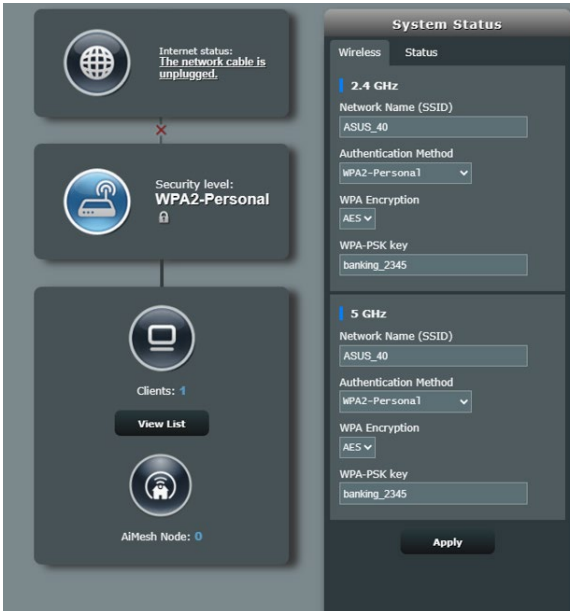 Internet status:
The network cable is
unplugged.
Security level:
WPA2-Personal
Clients: 1
View List
AiMesh Node: 0
System Status
Wireless Status
2.4 GHz
Network Name (SSID)
ASUS_40
Authentication Method
WPA2-Personal
WPA Encryption
AES
WPA-PSK key
banking_2345
5 GHz
Network Name (SSID)
ASUS_40
Authentication Method
WPA2-Personal
WPA Encryption
AES
WPA-PSK key
banking_2345
Apply